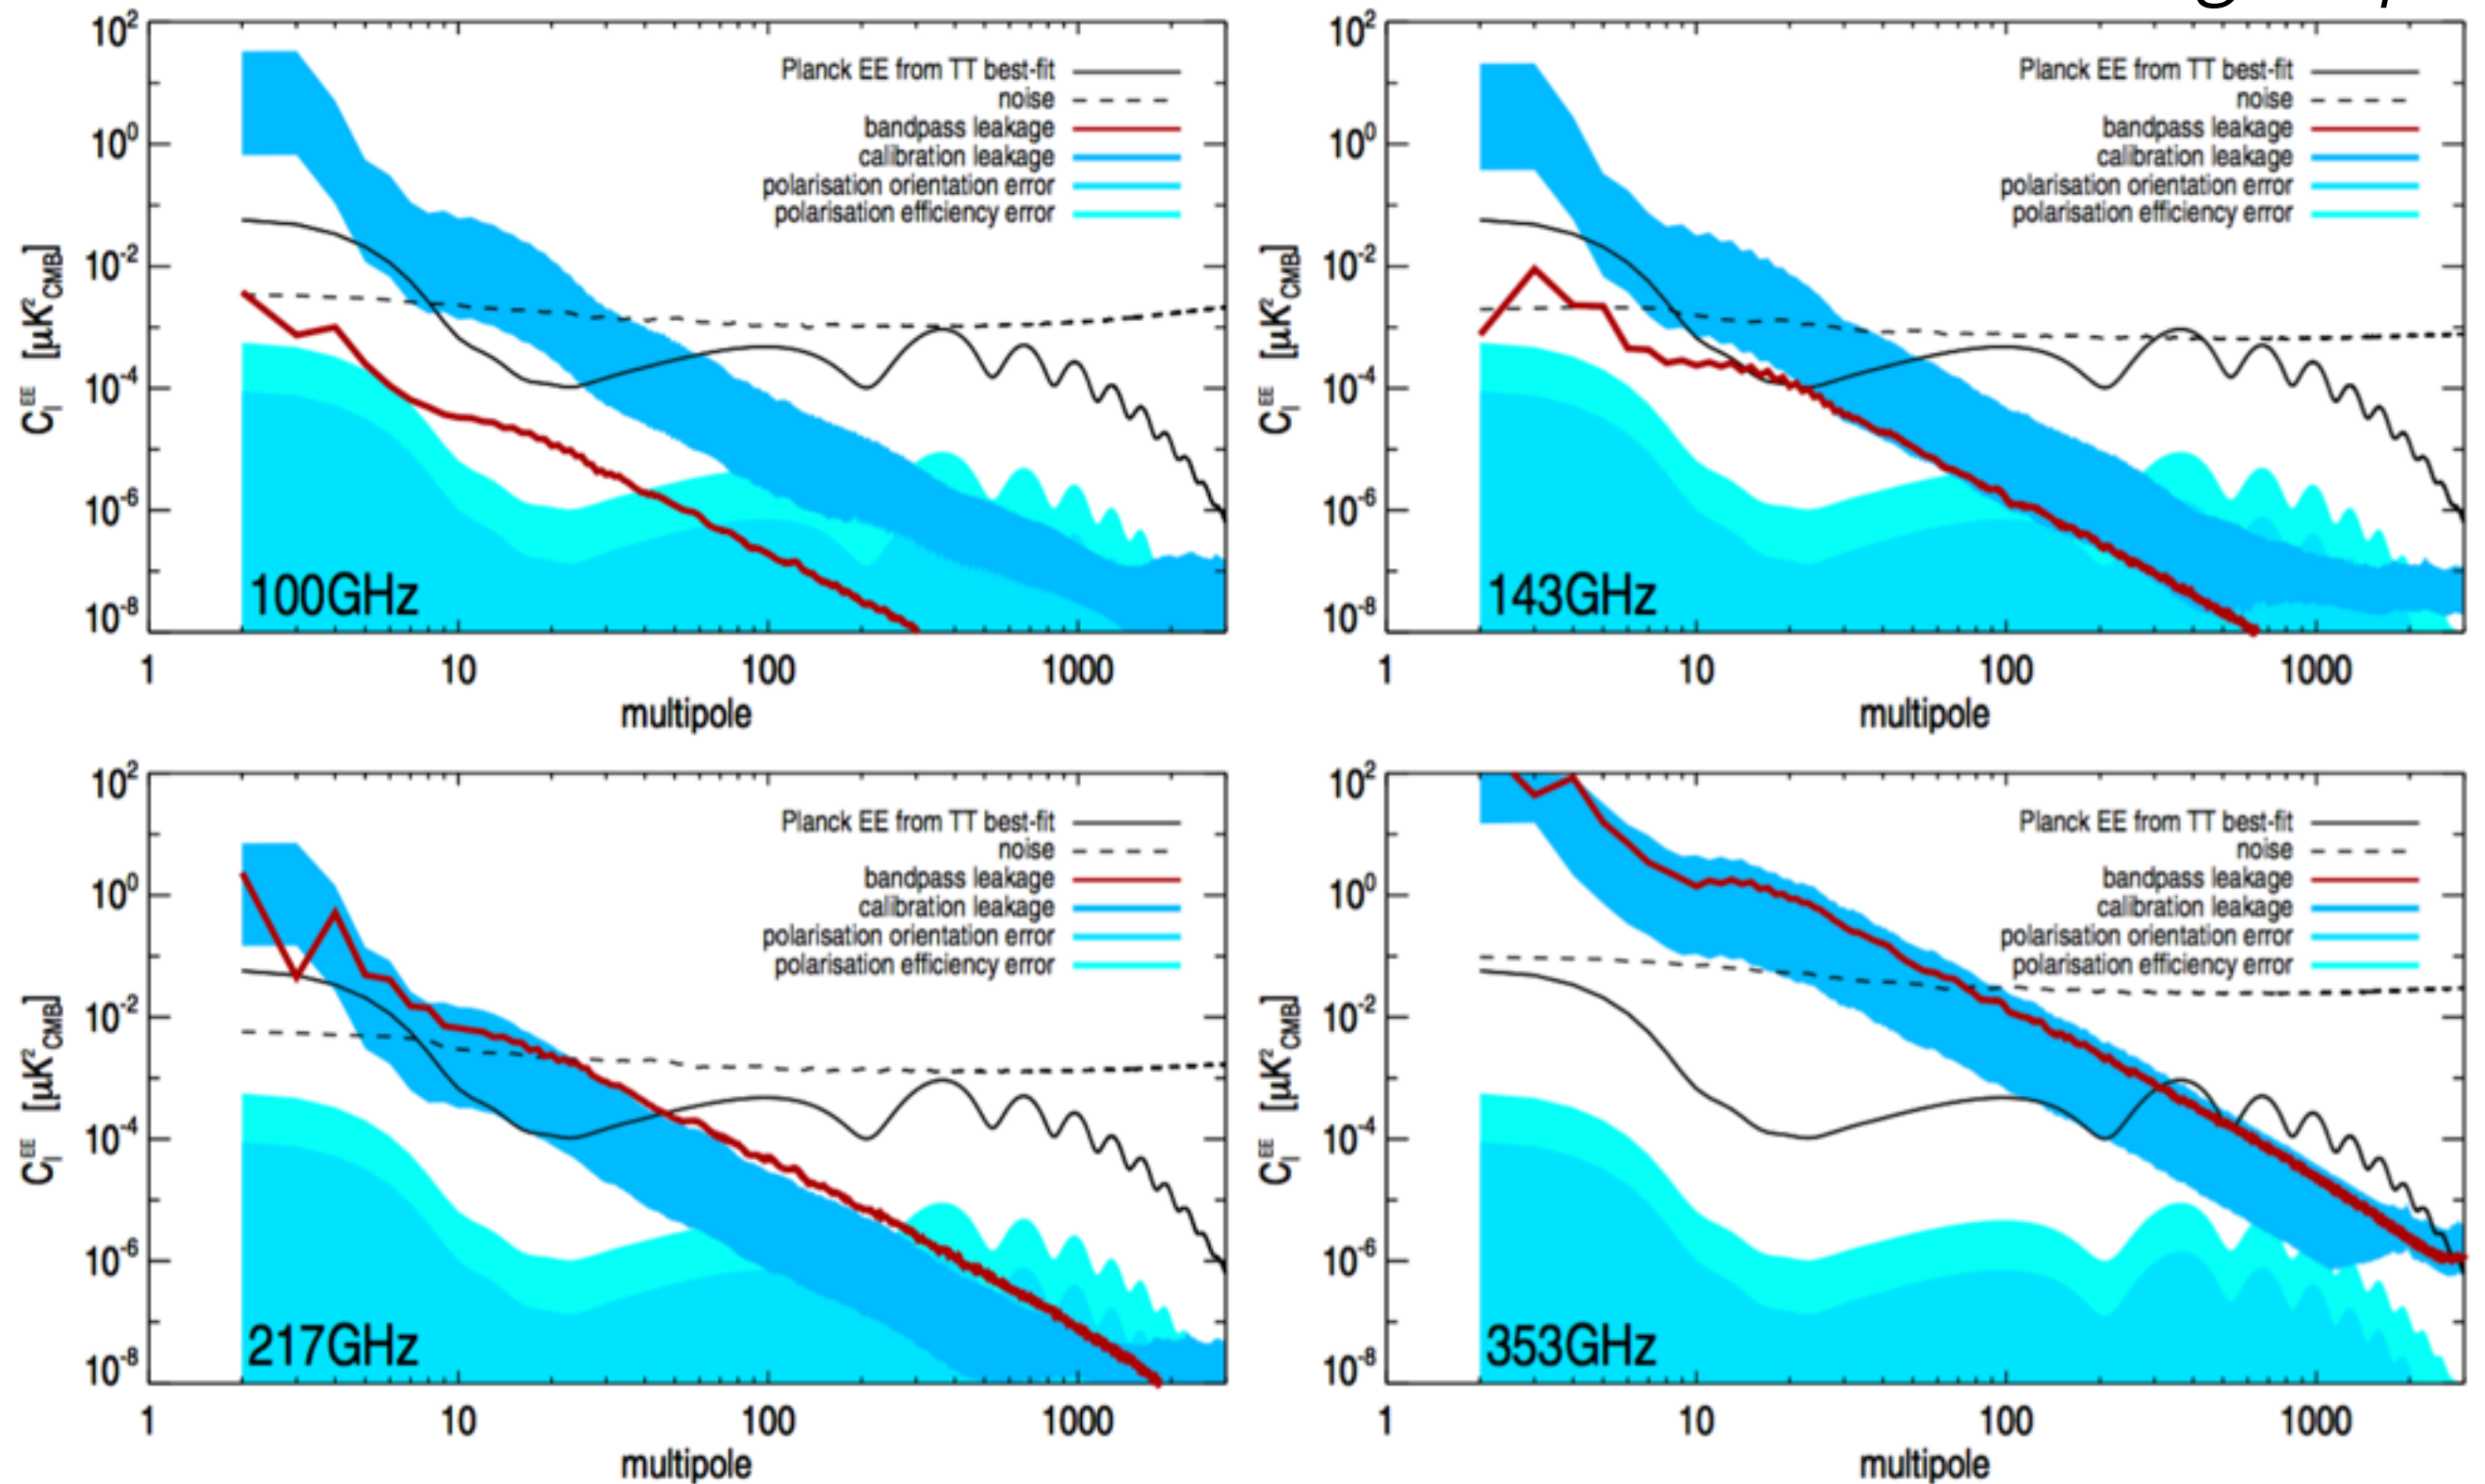 Planck EE from TT best-fit
noise
bandpass leakage
calibration leakage
polarisation orientation error
polarisation efficiency error
10²
10⁰
10⁻²
10⁻⁴
10⁻⁶
10⁻⁸
C_l^EE [μK²_CMB]
100GHz
1 10 100 1000
multipole
Planck EE from TT best-fit
noise
bandpass leakage
calibration leakage
polarisation orientation error
polarisation efficiency error
10²
10⁰
10⁻²
10⁻⁴
10⁻⁶
10⁻⁸
C_l^EE [μK²_CMB]
143GHz
1 10 100 1000
multipole
Planck EE from TT best-fit
noise
bandpass leakage
calibration leakage
polarisation orientation error
polarisation efficiency error
10²
10⁰
10⁻²
10⁻⁴
10⁻⁶
10⁻⁸
C_l^EE [μK²_CMB]
217GHz
1 10 100 1000
multipole
Planck EE from TT best-fit
noise
bandpass leakage
calibration leakage
polarisation orientation error
polarisation efficiency error
10²
10⁰
10⁻²
10⁻⁴
10⁻⁶
10⁻⁸
C_l^EE [μK²_CMB]
353GHz
1 10 100 1000
multipole